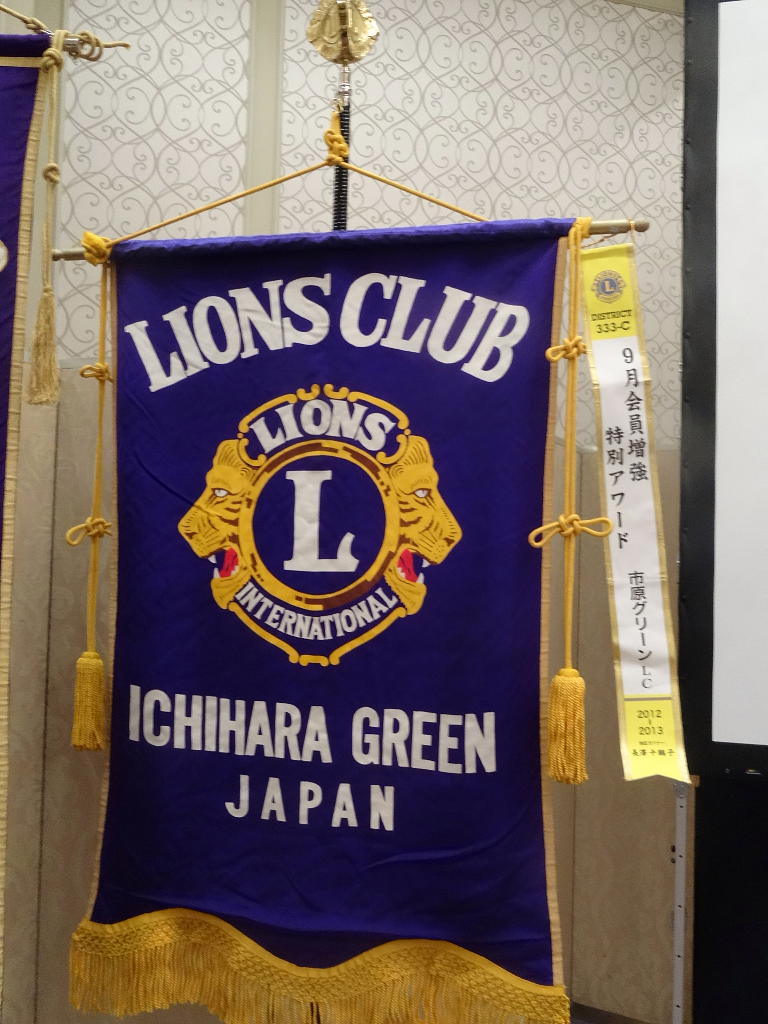 LIONS CLUB
LIONS
L
INTERNATIONAL
ICHIHARA GREEN
JAPAN
DISTRICT
333-C
9月会員増強
特別アワード
市原グリーンLC
2012
2013